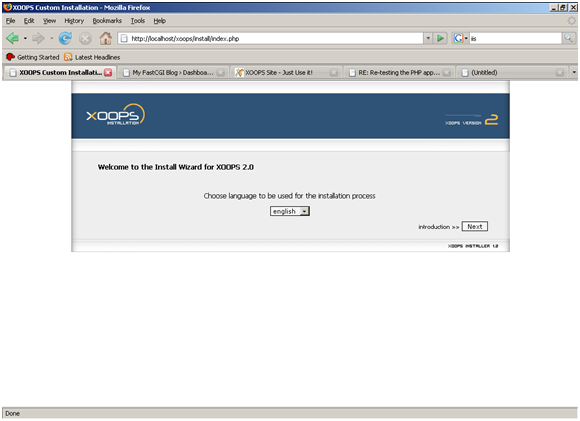 XOOPS Custom Installation - Mozilla Firefox
File Edit View History Bookmarks Tools Help
http://localhost/xoops/install/index.php
iis
Getting Started Latest Headlines
XOOPS Custom Installati... My FastCGI Blog › Dashboa... XOOPS Site - Just Use it! RE: Re-testing the PHP app... (Untitled)
XOOPS
INSTALLATION
XOOPS VERSION 2
Welcome to the Install Wizard for XOOPS 2.0
Choose language to be used for the installation process
english
introduction >> Next
XOOPS INSTALLER 1.0
Done